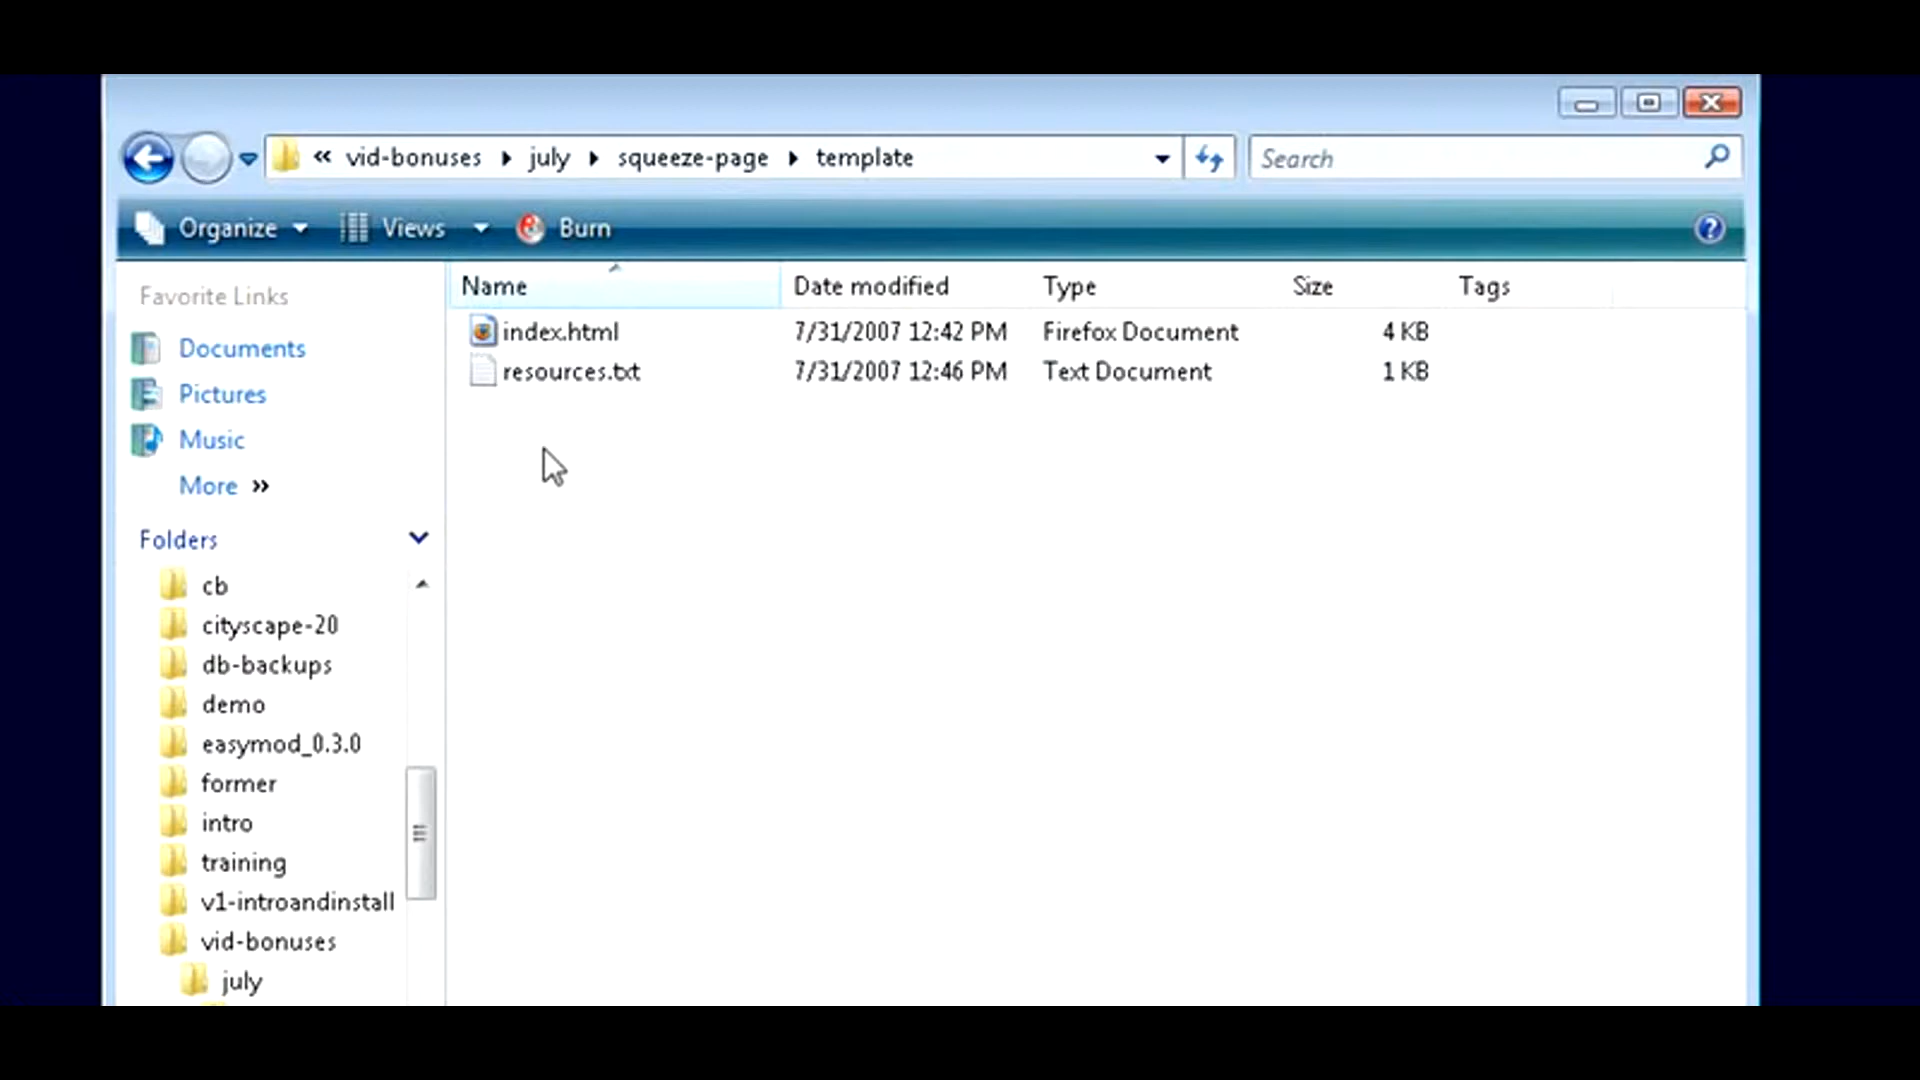 « vid-bonuses ▸ july ▸ squeeze-page ▸ template Search
Organize Views Burn
Favorite Links
Documents
Pictures
Music
More »
Folders
cb
cityscape-20
db-backups
demo
easymod_0.3.0
former
intro
training
v1-introandinstall
vid-bonuses
july
Name Date modified Type Size Tags
index.html 7/31/2007 12:42 PM Firefox Document 4 KB
resources.txt 7/31/2007 12:46 PM Text Document 1 KB